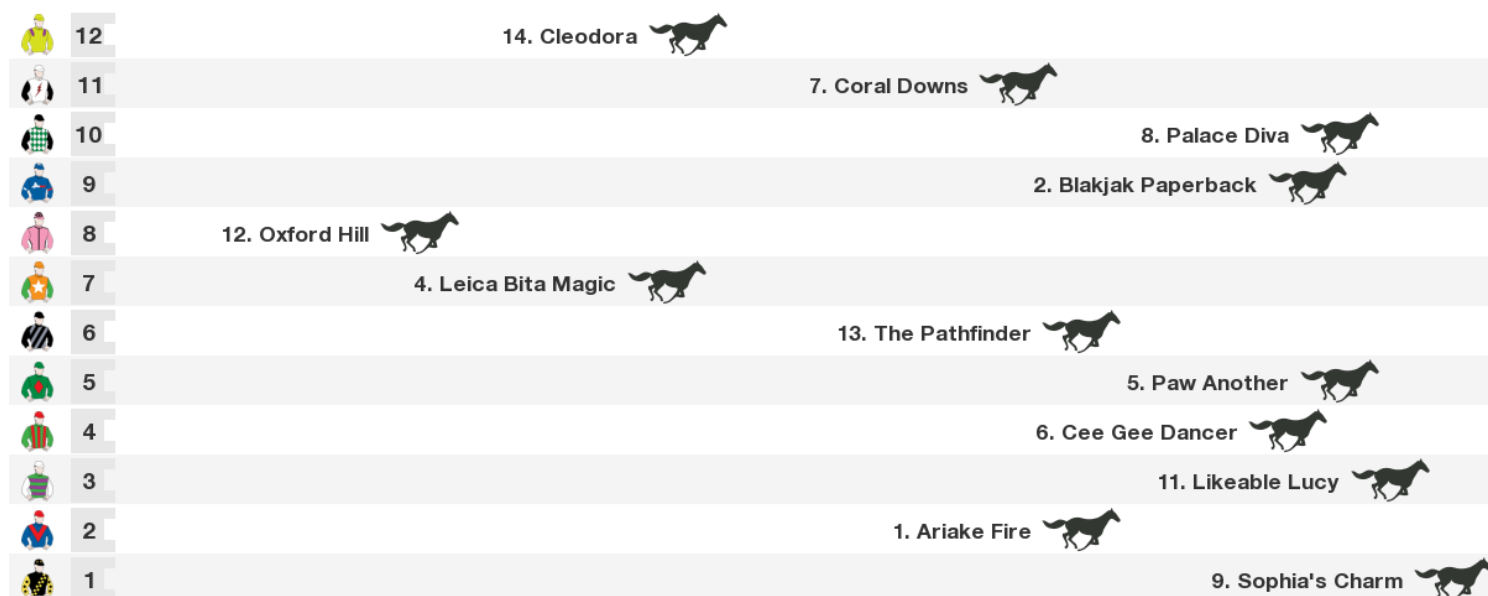 12 14. Cleodora
11 7. Coral Downs
10 8. Palace Diva
9 2. Blakjak Paperback
8 12. Oxford Hill
7 4. Leica Bita Magic
6 13. The Pathfinder
5 5. Paw Another
4 6. Cee Gee Dancer
3 11. Likeable Lucy
2 1. Ariake Fire
1 9. Sophia's Charm